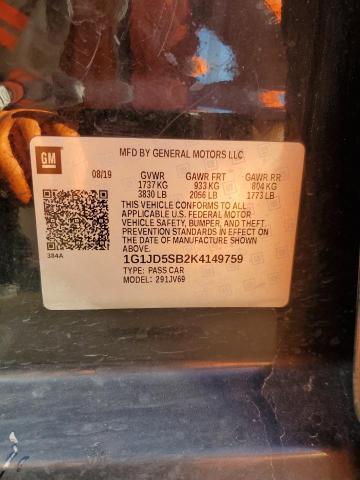 GM
MFD BY GENERAL MOTORS LLC
08/19 GVWR GAWR FRT GAWR RR
1737 KG 933 KG 804 KG
3830 LB 2056 LB 1773 LB
THIS VEHICLE CONFORMS TO ALL
APPLICABLE U.S. FEDERAL MOTOR
VEHICLE SAFETY, BUMPER, AND THEFT
PREVENTION STANDARDS IN EFFECT ON
THE DATE OF MANUFACTURE SHOWN ABOVE.
384A
1G1JD5SB2K4149759
TYPE: PASS CAR
MODEL: 291JV69